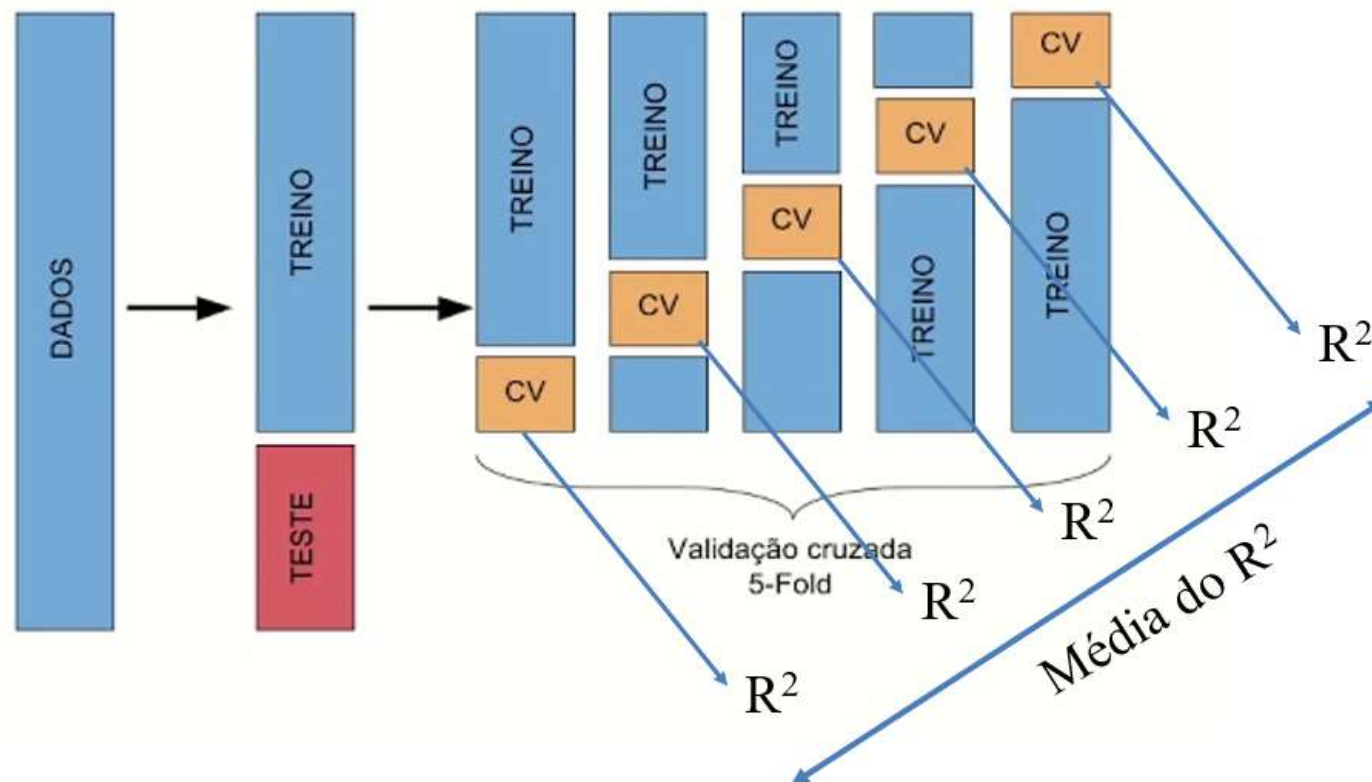 DADOS
TREINO
TESTE
TREINO
CV
TREINO
CV
TREINO
CV
CV
TREINO
CV
TREINO
Validação cruzada
5-Fold
R²
R²
R²
R²
R²
Média do R²